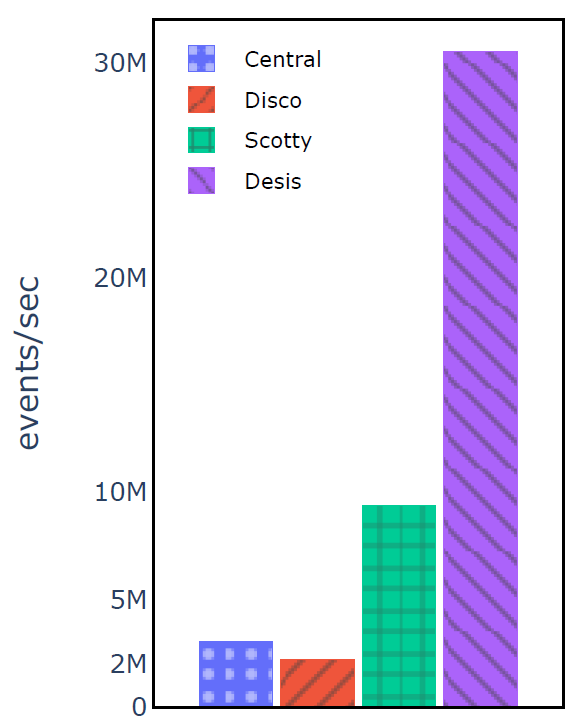 30M
20M
10M
5M
2M
0
events/sec
Central
Disco
Scotty
Desis